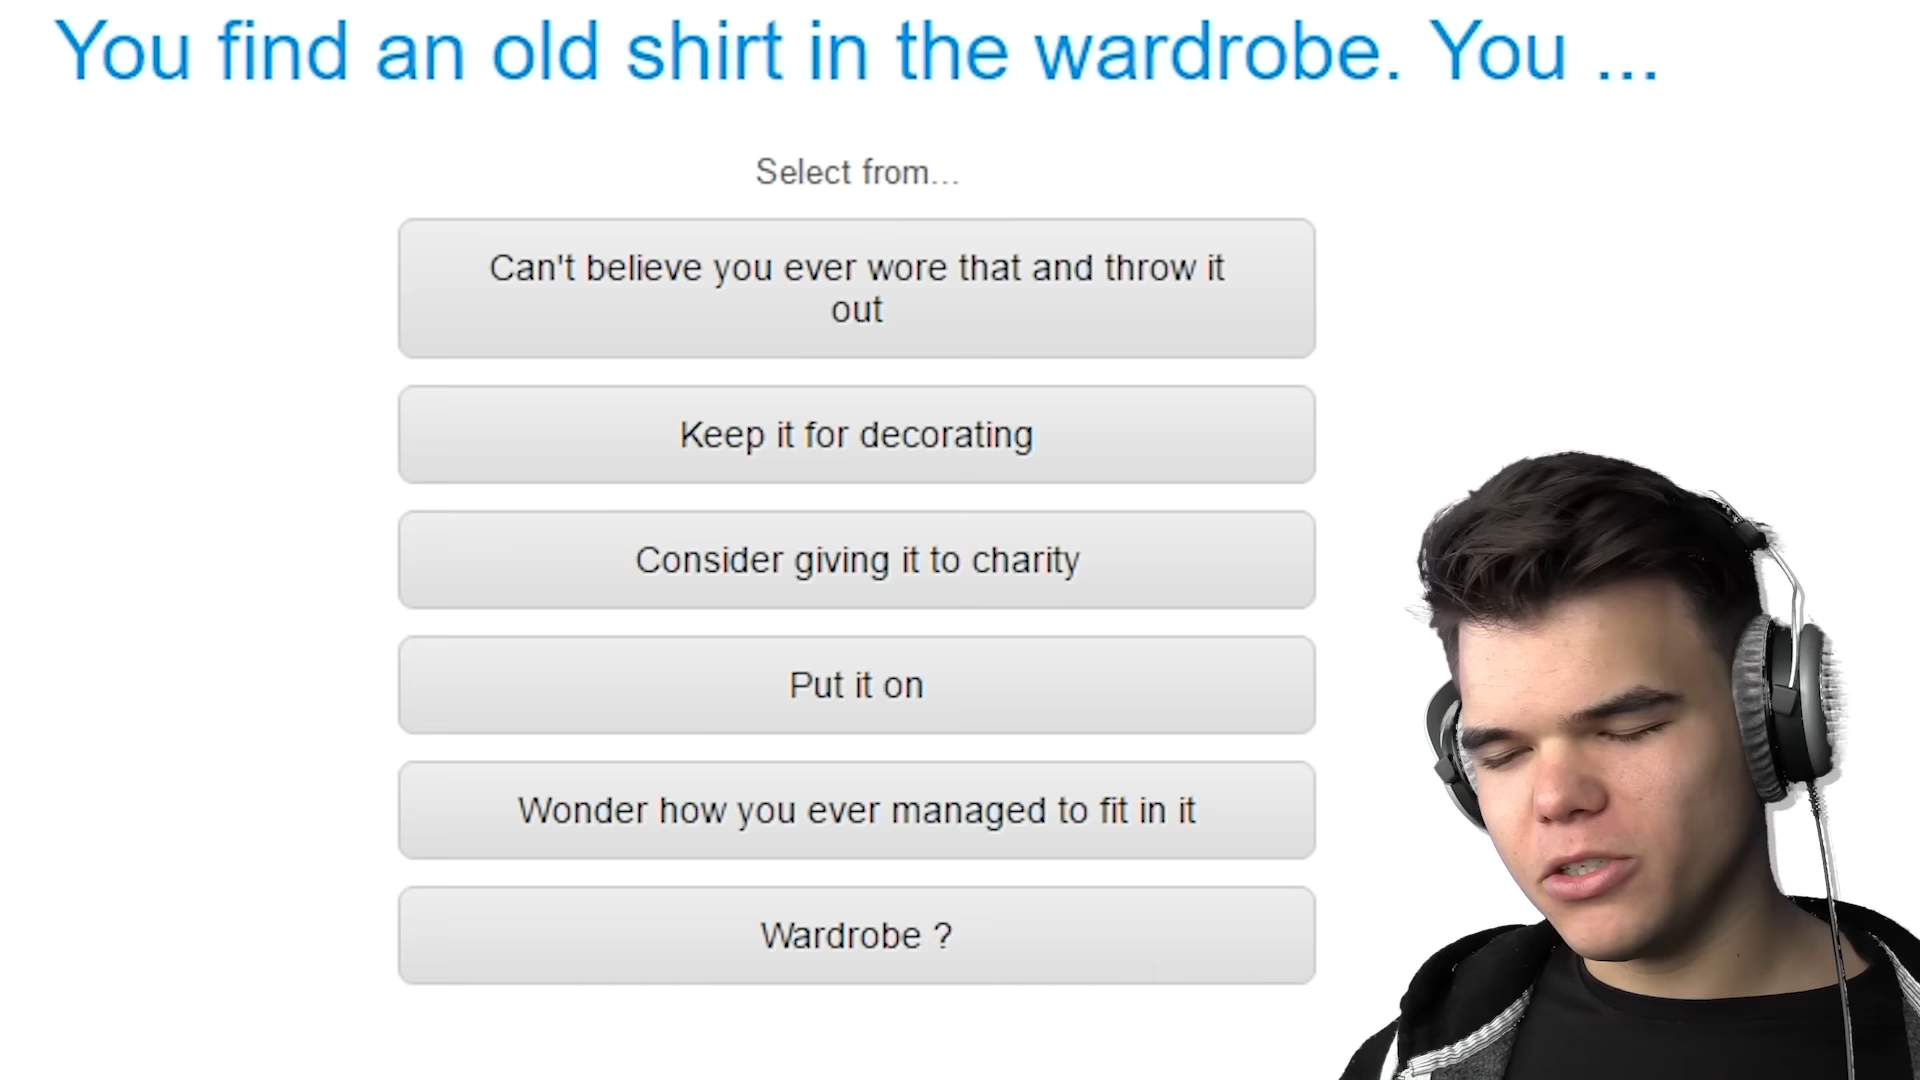 You find an old shirt in the wardrobe. You ...
Select from...
Can't believe you ever wore that and throw it
out
Keep it for decorating
Consider giving it to charity
Put it on
Wonder how you ever managed to fit in it
Wardrobe ?